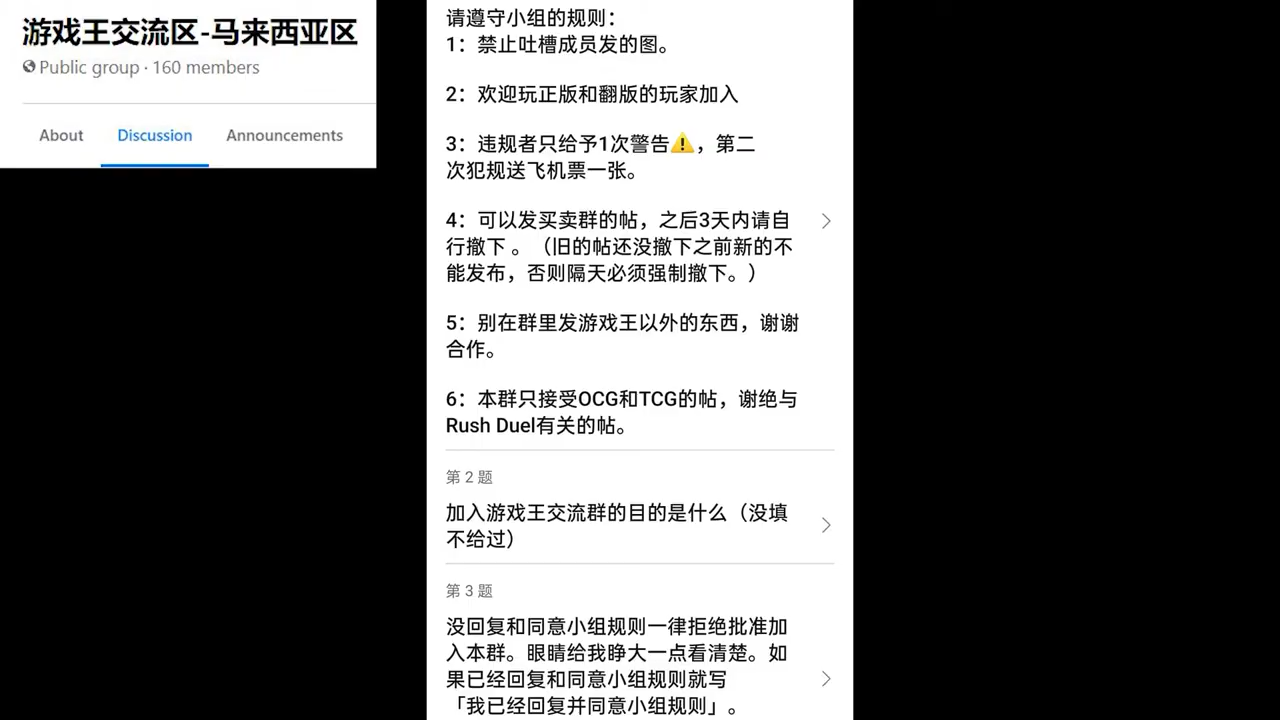 游戏王交流区-马来西亚区
Public group · 160 members
About
Discussion
Announcements
请遵守小组的规则：
1：禁止吐槽成员发的图。
2：欢迎玩正版和翻版的玩家加入
3：违规者只给予1次警告⚠️，第二
次犯规送飞机票一张。
4：可以发买卖群的帖，之后3天内请自
行撤下 。（旧的帖还没撤下之前新的不
能发布，否则隔天必须强制撤下。）
5：别在群里发游戏王以外的东西，谢谢
合作。
6：本群只接受OCG和TCG的帖，谢绝与
Rush Duel有关的帖。
第 2 题
加入游戏王交流群的目的是什么（没填
不给过）
第 3 题
没回复和同意小组规则一律拒绝批准加
入本群。眼睛给我睁大一点看清楚。如
果已经回复和同意小组规则就写
「我已经回复并同意小组规则」。